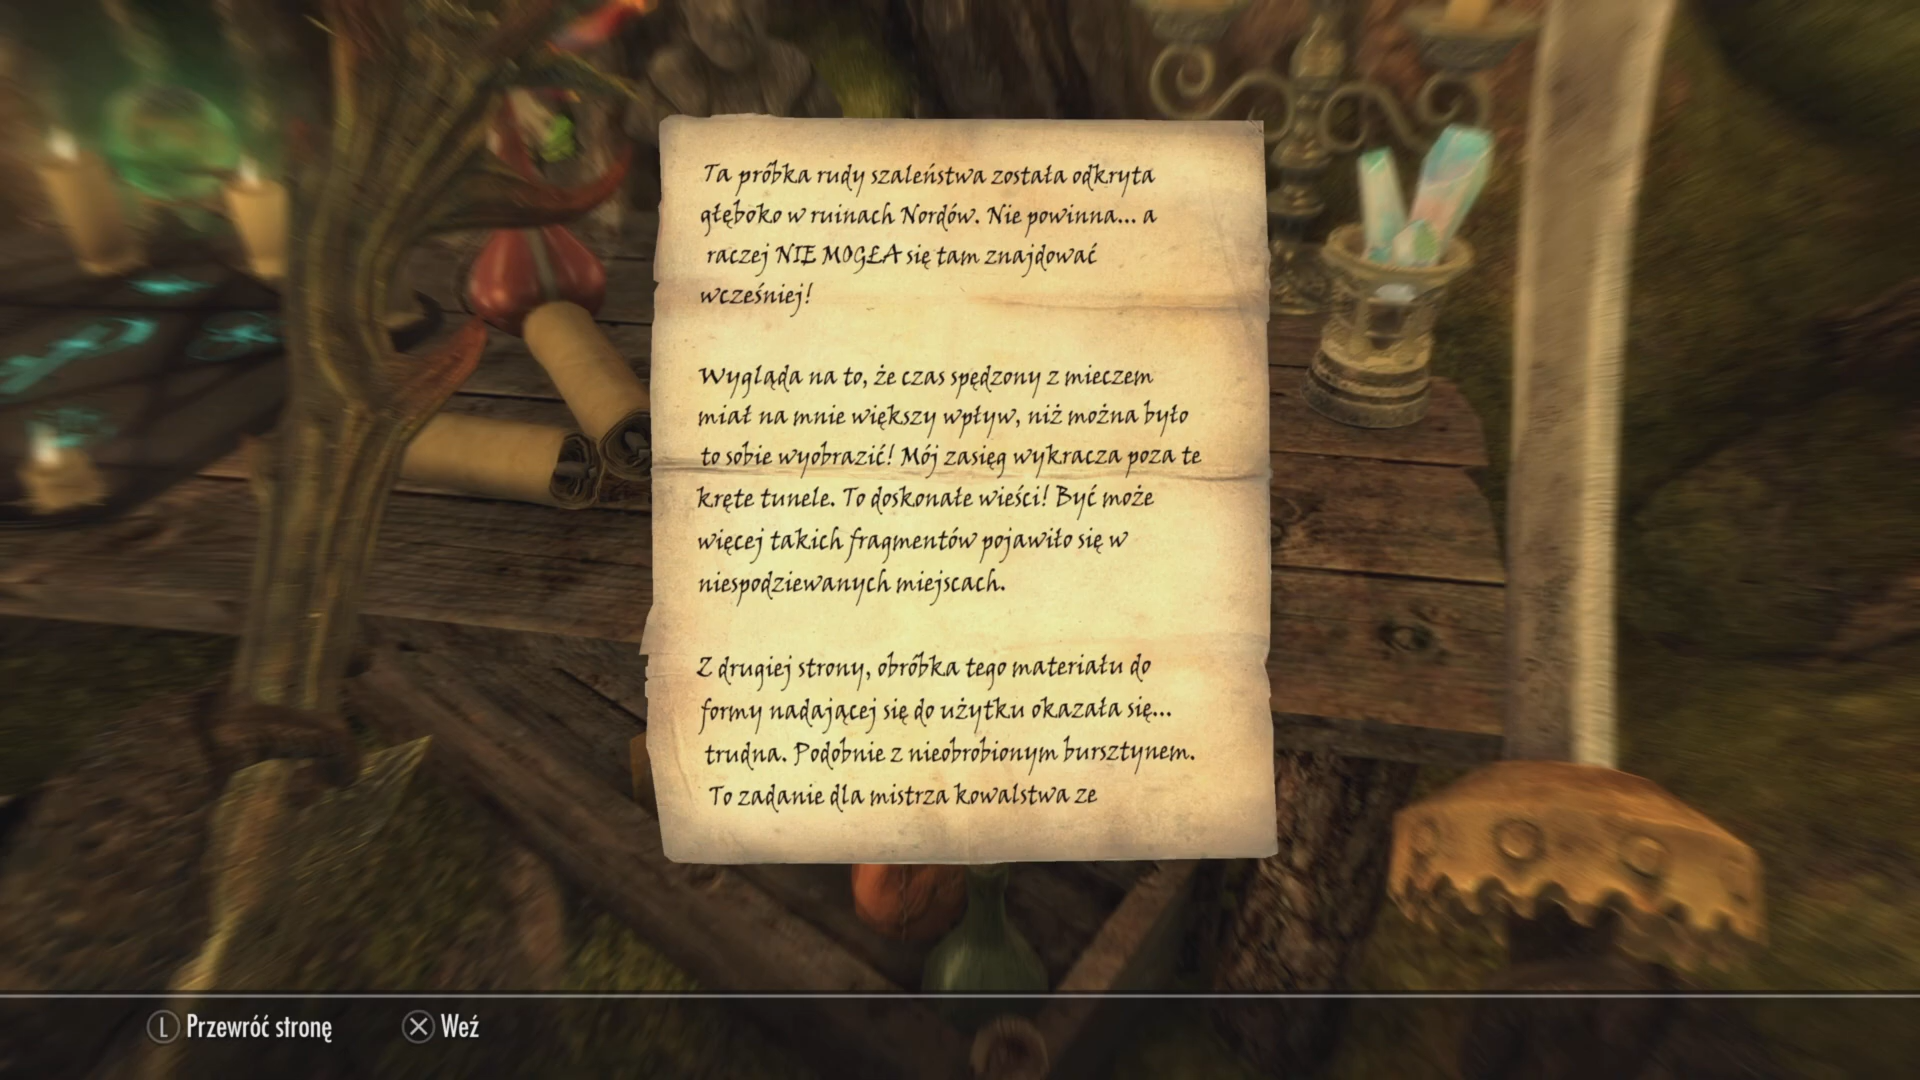 Ta próbka rudy szaleństwa została odkryta
głęboko w ruinach Nordów. Nie powinna... a
raczej NIE MOGŁA się tam znajdować
wcześniej!
Wygląda na to, że czas spędzony z mieczem
miał na mnie większy wpływ, niż można było
to sobie wyobrazić! Mój zasięg wykracza poza te
kręte tunele. To doskonałe wieści! Być może
więcej takich fragmentów pojawiło się w
niespodziewanych miejscach.
Z drugiej strony, obróbka tego materiału do
formy nadającej się do użytku okazała się...
trudna. Podobnie z nieobrobionym bursztynem.
To zadanie dla mistrza kowalstwa ze
L Przewróć stronę Weź